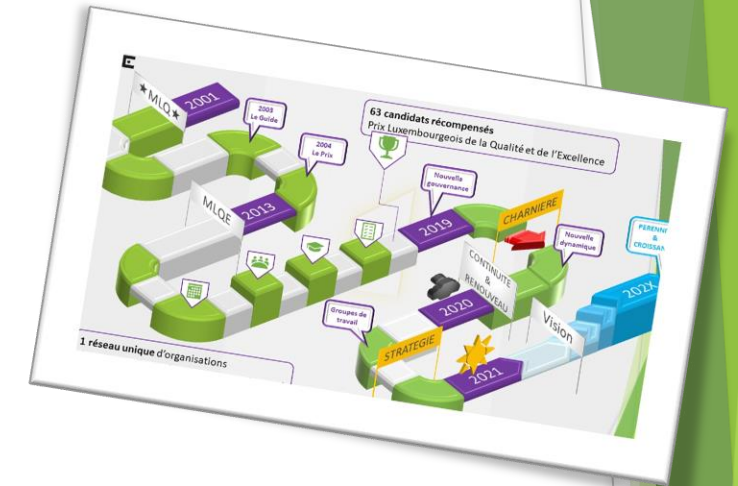 ★ MLQ ★
2001
2003
Le Guide
2004
Le Prix
63 candidats récompensés
Prix Luxembourgeois de la Qualité et de l'Excellence
MLQE
2013
Nouvelle
gouvernance
2019
CHARNIERE
Nouvelle
dynamique
CONTINUITE
&
RENOUVEAU
2020
Groupes de
travail
STRATEGIE
2021
Vision
PERENNI
&
CROISSAN
202X
1 réseau unique d'organisations